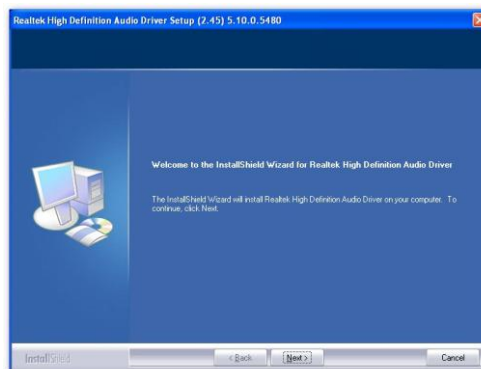 Realtek High Definition Audio Driver Setup (2.45) 5.10.0.5480
Welcome to the InstallShield Wizard for Realtek High Definition Audio Driver
The InstallShield Wizard will install Realtek High Definition Audio Driver on your computer. To
continue, click Next.
InstallShield
< Back
Next >
Cancel